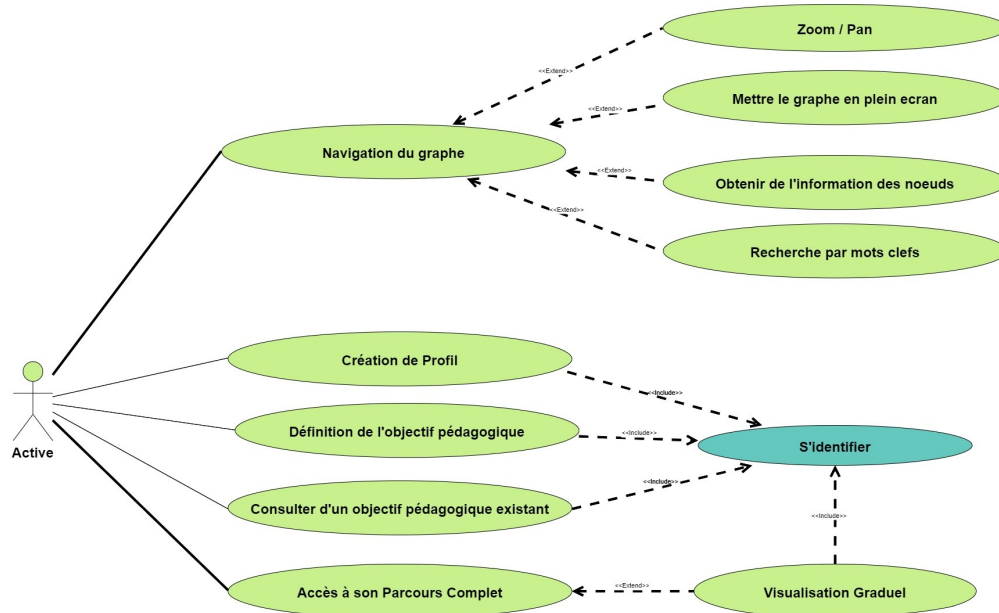 Zoom / Pan
<<Extend>>
Mettre le graphe en plein ecran
<<Extend>>
Navigation du graphe
<<Extend>>
Obtenir de l'information des noeuds
<<Extend>>
Recherche par mots clefs
Création de Profil
<<Include>>
Définition de l'objectif pédagogique
<<Include>>
S'identifier
Active
<<Include>>
Consulter d'un objectif pédagogique existant
<<Include>>
Accès à son Parcours Complet
<<Extend>>
Visualisation Graduel